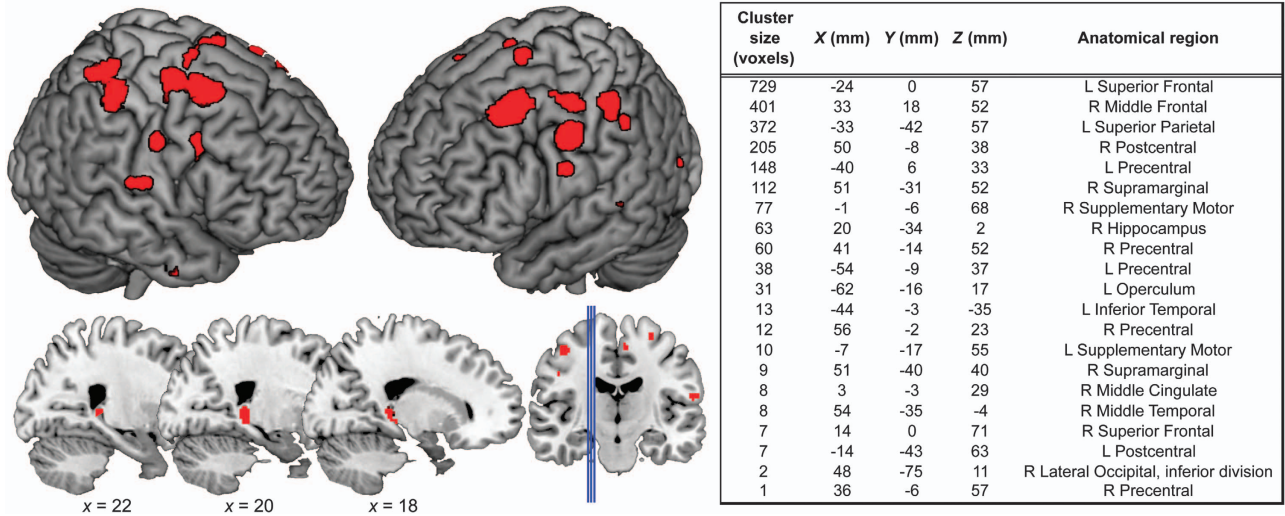 Cluster size (voxels) X (mm) Y (mm) Z (mm) Anatomical region
729 -24 0 57 L Superior Frontal
401 33 18 52 R Middle Frontal
372 -33 -42 57 L Superior Parietal
205 50 -8 38 R Postcentral
148 -40 6 33 L Precentral
112 51 -31 52 R Supramarginal
77 -1 -6 68 R Supplementary Motor
63 20 -34 2 R Hippocampus
60 41 -14 52 R Precentral
38 -54 -9 37 L Precentral
31 -62 -16 17 L Operculum
13 -44 -3 -35 L Inferior Temporal
12 56 -2 23 R Precentral
10 -7 -17 55 L Supplementary Motor
9 51 -40 40 R Supramarginal
8 3 -3 29 R Middle Cingulate
8 54 -35 -4 R Middle Temporal
7 14 0 71 R Superior Frontal
7 -14 -43 63 L Postcentral
2 48 -75 11 R Lateral Occipital, inferior division
1 36 -6 57 R Precentral
x = 22 x = 20 x = 18